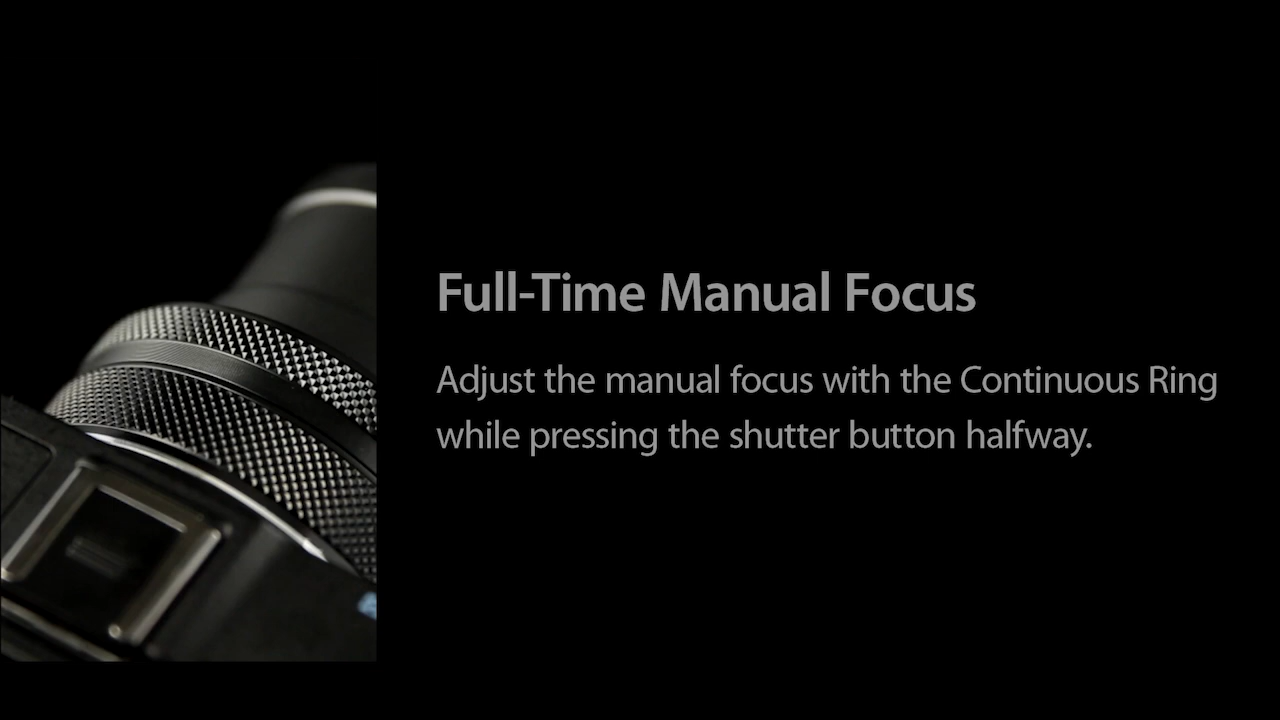 Full-Time Manual Focus
Adjust the manual focus with the Continuous Ring
while pressing the shutter button halfway.